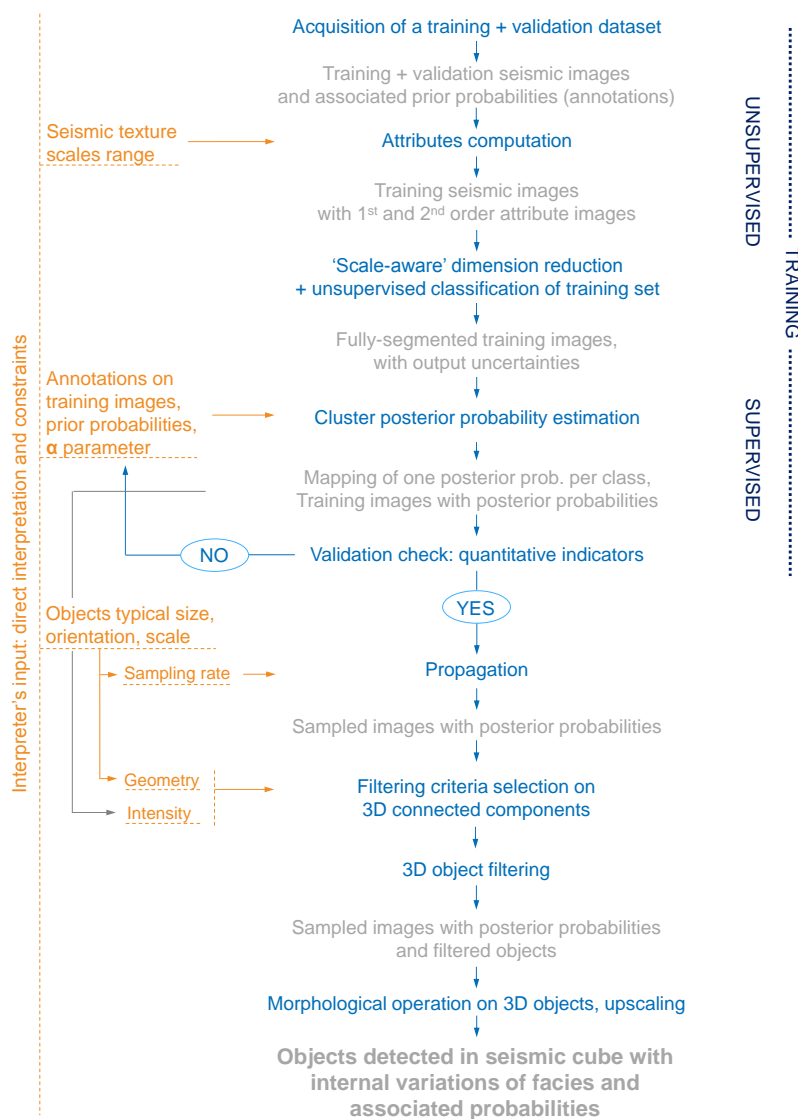 Acquisition of a training + validation dataset
Training + validation seismic images
and associated prior probabilities (annotations)
Seismic texture
scales range
Attributes computation
Training seismic images
with 1st and 2nd order attribute images
‘Scale-aware’ dimension reduction
+ unsupervised classification of training set
Fully-segmented training images,
with output uncertainties
Annotations on
training images,
prior probabilities,
α parameter
Cluster posterior probability estimation
Mapping of one posterior prob. per class,
Training images with posterior probabilities
NO
Validation check: quantitative indicators
YES
Objects typical size,
orientation, scale
Sampling rate
Propagation
Sampled images with posterior probabilities
Geometry
Intensity
Filtering criteria selection on
3D connected components
3D object filtering
Sampled images with posterior probabilities
and filtered objects
Morphological operation on 3D objects, upscaling
Objects detected in seismic cube with
internal variations of facies and
associated probabilities
Interpreter’s input: direct interpretation and constraints
UNSUPERVISED
SUPERVISED
TRAINING